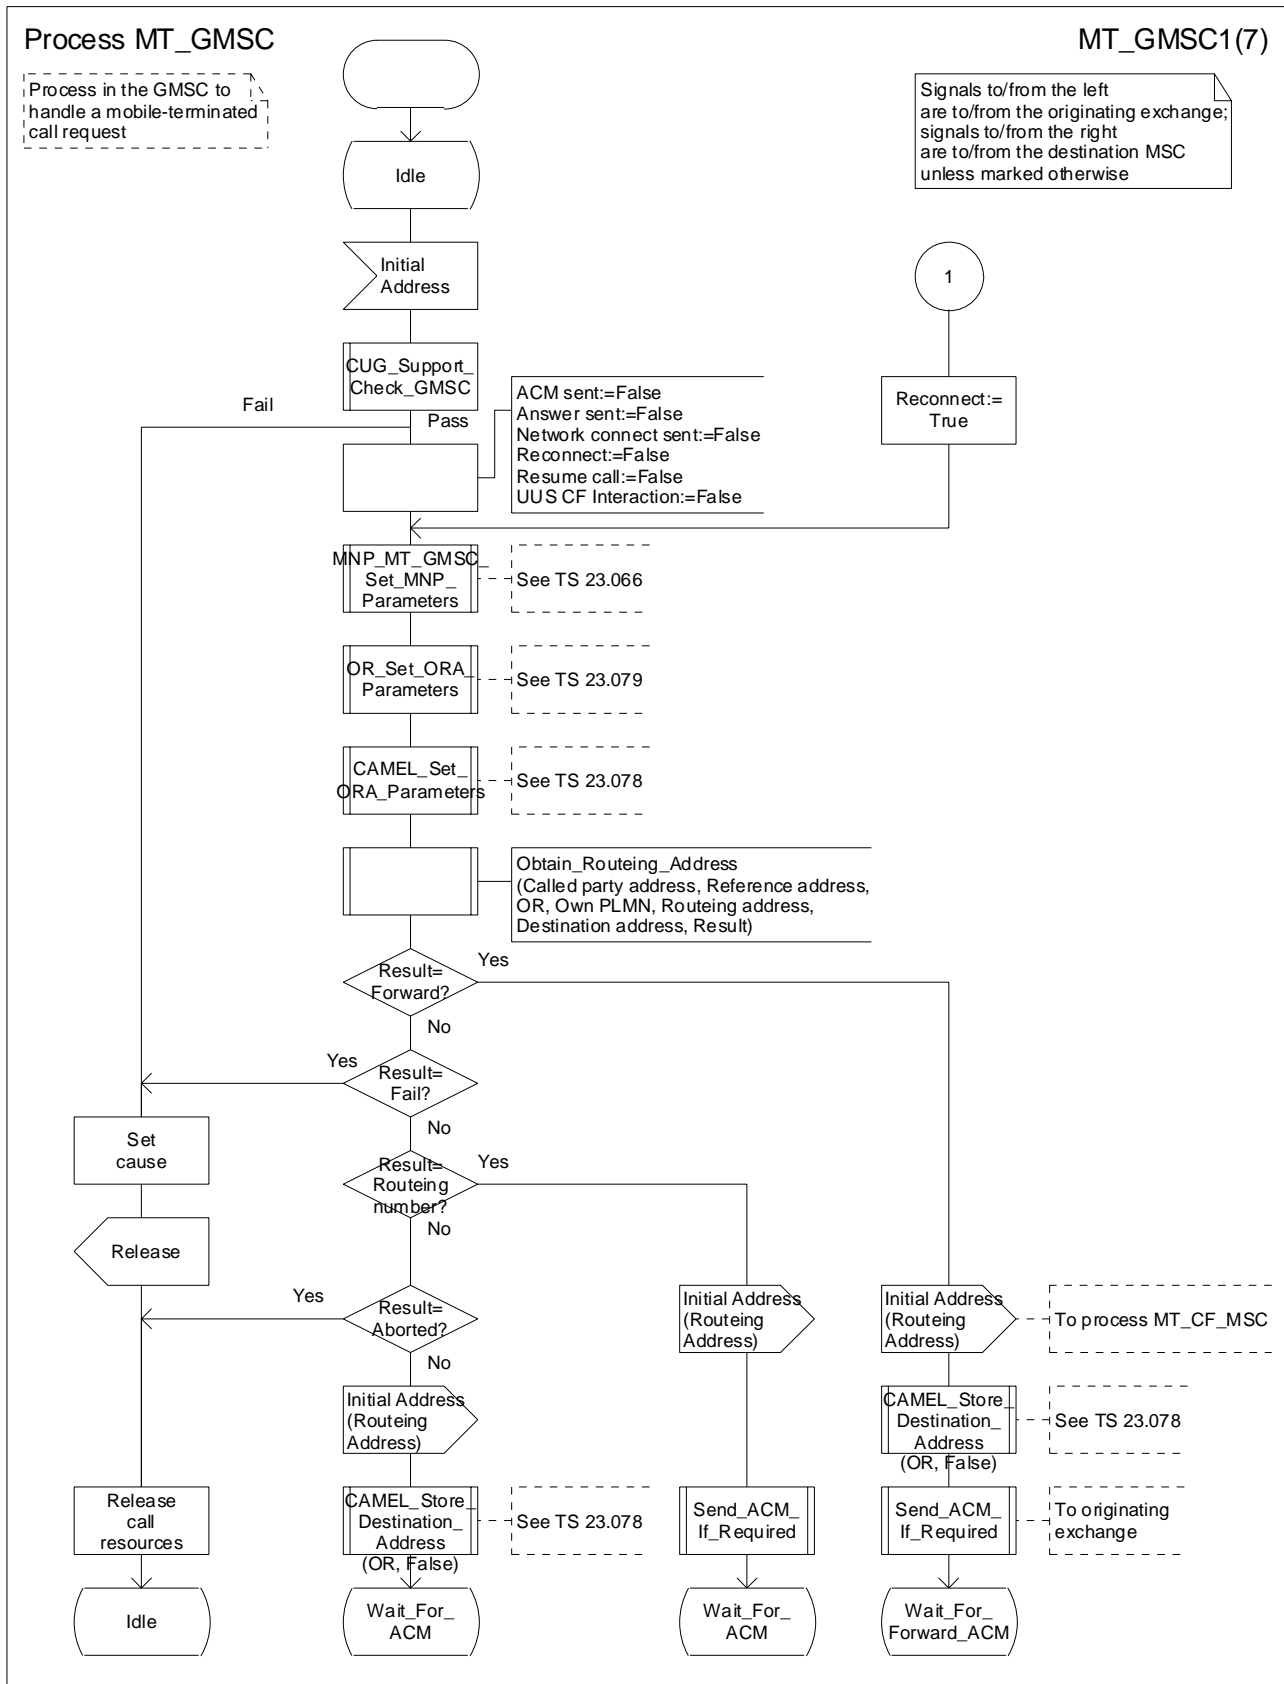 Process MT_GMSC
MT_GMSC1(7)
Process in the GMSC to
handle a mobile-terminated
call request
Signals to/from the left
are to/from the originating exchange;
signals to/from the right
are to/from the destination MSC
unless marked otherwise
Idle
Initial
Address
1
CUG_Support_
Check_GMSC
Fail
Pass
ACM sent:=False
Answer sent:=False
Network connect sent:=False
Reconnect:=False
Resume call:=False
UUS CF Interaction:=False
Reconnect:=
True
MNP_MT_GMSC_
Set_MNP_
Parameters
See TS 23.066
OR_Set_ORA_
Parameters
See TS 23.079
CAMEL_Set_
ORA_Parameters
See TS 23.078
Obtain_Routeing_Address
(Called party address, Reference address,
OR, Own PLMN, Routeing address,
Destination address, Result)
Result=
Forward?
Yes
No
Result=
Fail?
Yes
No
Set
cause
Result=
Routeing
number?
Yes
No
Release
Result=
Aborted?
Yes
No
Initial Address
(Routeing
Address)
Initial Address
(Routeing
Address)
To process MT_CF_MSC
Initial Address
(Routeing
Address)
CAMEL_Store_
Destination_
Address
(OR, False)
See TS 23.078
Release
call
resources
CAMEL_Store_
Destination_
Address
(OR, False)
See TS 23.078
Send_ACM_
If_Required
Send_ACM_
If_Required
To originating
exchange
Idle
Wait_For_
ACM
Wait_For_
ACM
Wait_For_
Forward_ACM